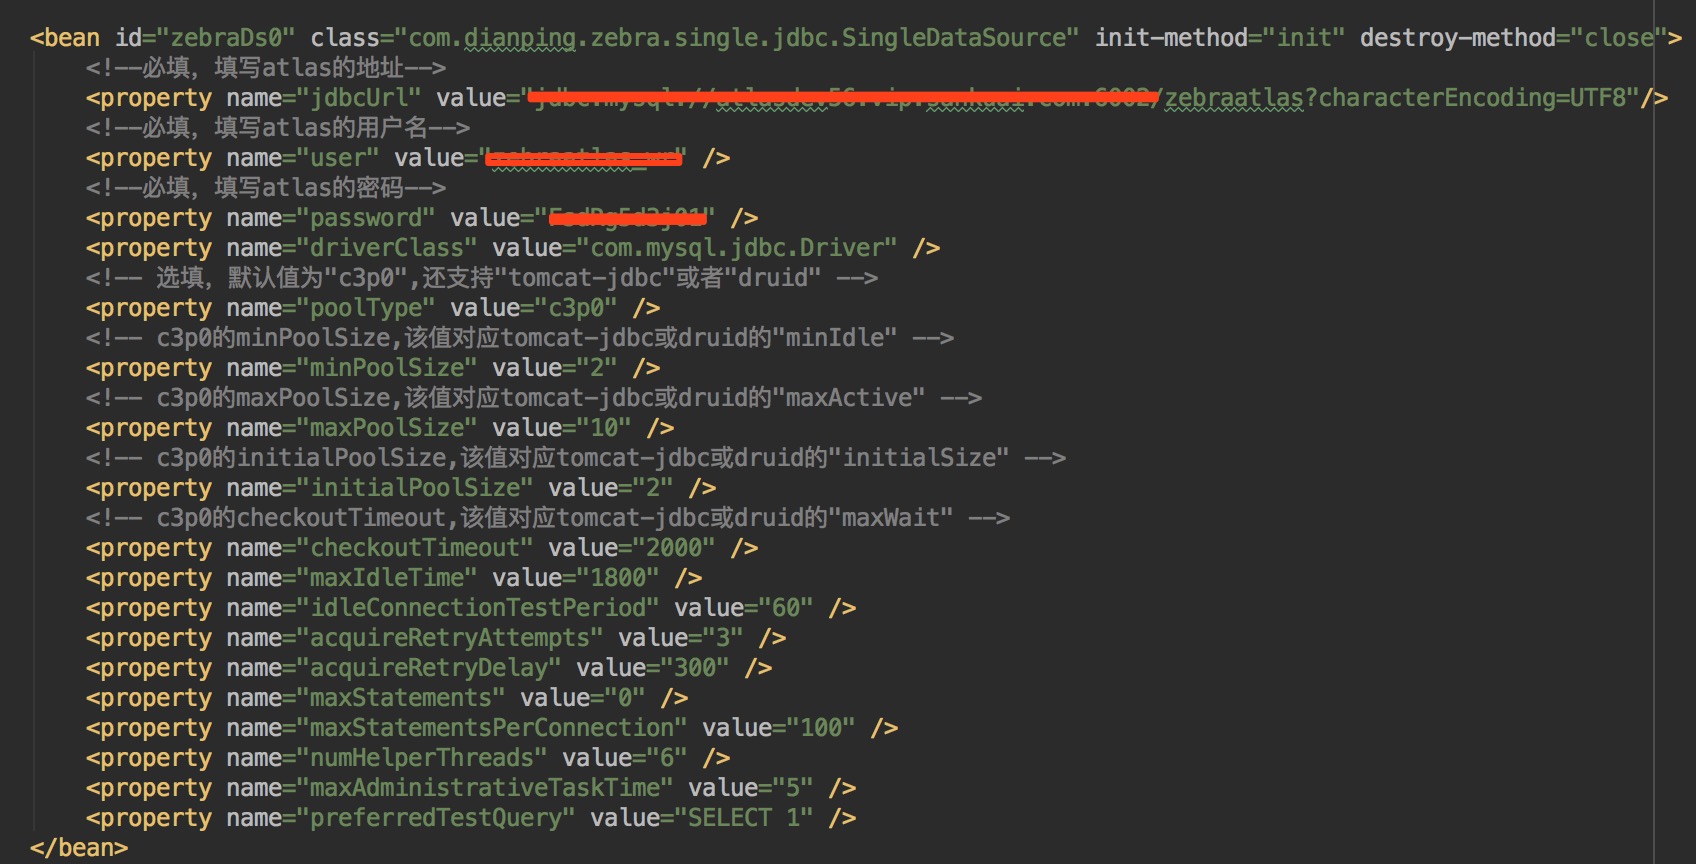 <bean id="zebraDs0" class="com.dianping.zebra.single.jdbc.SingleDataSource" init-method="init" destroy-method="close">
<!--必填，填写atlas的地址-->
<property name="jdbcUrl" value="/zebraatlas?characterEncoding=UTF8"/>
<!--必填，填写atlas的用户名-->
<property name="user" value="" />
<!--必填，填写atlas的密码-->
<property name="password" value="" />
<property name="driverClass" value="com.mysql.jdbc.Driver" />
<!-- 选填，默认值为"c3p0",还支持"tomcat-jdbc"或者"druid" -->
<property name="poolType" value="c3p0" />
<!-- c3p0的minPoolSize,该值对应tomcat-jdbc或druid的"minIdle" -->
<property name="minPoolSize" value="2" />
<!-- c3p0的maxPoolSize,该值对应tomcat-jdbc或druid的"maxActive" -->
<property name="maxPoolSize" value="10" />
<!-- c3p0的initialPoolSize,该值对应tomcat-jdbc或druid的"initialSize" -->
<property name="initialPoolSize" value="2" />
<!-- c3p0的checkoutTimeout,该值对应tomcat-jdbc或druid的"maxWait" -->
<property name="checkoutTimeout" value="2000" />
<property name="maxIdleTime" value="1800" />
<property name="idleConnectionTestPeriod" value="60" />
<property name="acquireRetryAttempts" value="3" />
<property name="acquireRetryDelay" value="300" />
<property name="maxStatements" value="0" />
<property name="maxStatementsPerConnection" value="100" />
<property name="numHelperThreads" value="6" />
<property name="maxAdministrativeTaskTime" value="5" />
<property name="preferredTestQuery" value="SELECT 1" />
</bean>